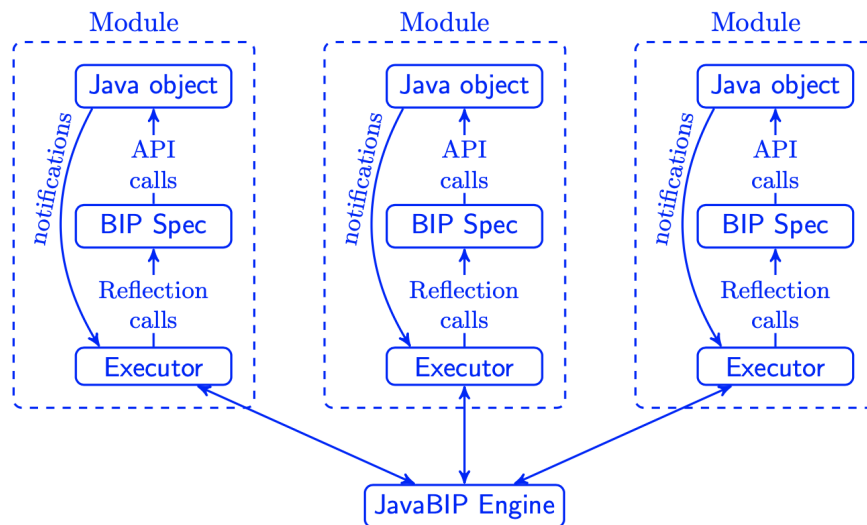 Module
Module
Module
Java object
Java object
Java object
notifications
notifications
notifications
API
calls
API
calls
API
calls
BIP Spec
BIP Spec
BIP Spec
Reflection
calls
Reflection
calls
Reflection
calls
Executor
Executor
Executor
JavaBIP Engine